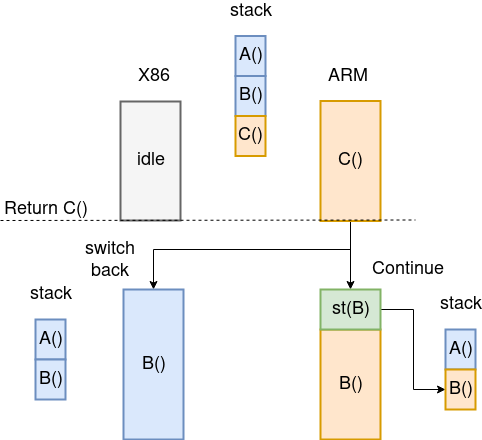 stack
A()
B()
C()
X86
ARM
idle
C()
Return C()
switch
back
Continue
stack
A()
B()
B()
st(B)
B()
stack
A()
B()